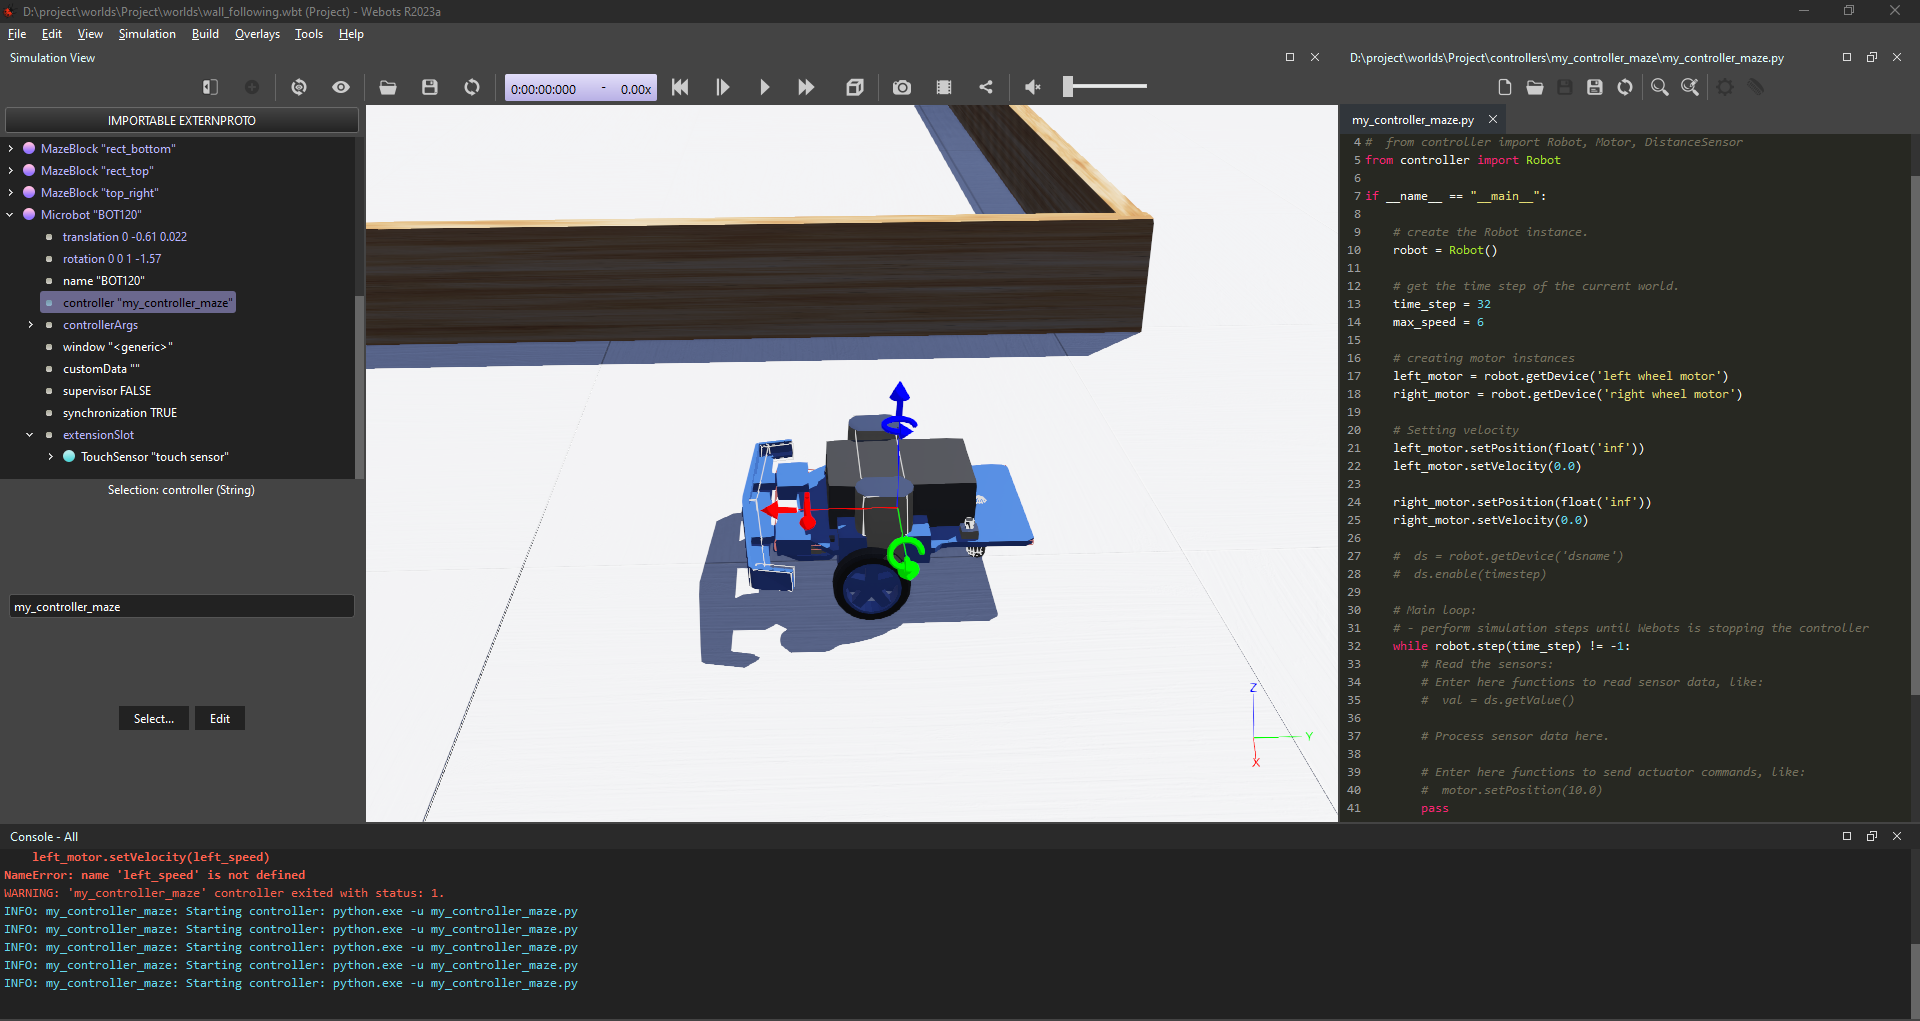 D:\project\worlds\Project\worlds\wall_following.wbt (Project) - Webots R2023a
File Edit View Simulation Build Overlays Tools Help
Simulation View
0:00:00:000 - 0.00x
IMPORTABLE EXTERNPROTO
MazeBlock "rect_bottom"
MazeBlock "rect_top"
MazeBlock "top_right"
Microbot "BOT120"
translation 0 -0.61 0.022
rotation 0 0 1 -1.57
name "BOT120"
controller "my_controller_maze"
controllerArgs
window "<generic>"
customData ""
supervisor FALSE
synchronization TRUE
extensionSlot
TouchSensor "touch sensor"
Selection: controller (String)
my_controller_maze
Select... Edit
Z
Y
X
D:\project\worlds\Project\controllers\my_controller_maze\my_controller_maze.py
my_controller_maze.py
4 #  from controller import Robot, Motor, DistanceSensor
5 from controller import Robot
6
7 if __name__ == "__main__":
8
9     # create the Robot instance.
10     robot = Robot()
11
12     # get the time step of the current world.
13     time_step = 32
14     max_speed = 6
15
16     # creating motor instances
17     left_motor = robot.getDevice('left wheel motor')
18     right_motor = robot.getDevice('right wheel motor')
19
20     # Setting velocity
21     left_motor.setPosition(float('inf'))
22     left_motor.setVelocity(0.0)
23
24     right_motor.setPosition(float('inf'))
25     right_motor.setVelocity(0.0)
26
27     #  ds = robot.getDevice('dsname')
28     #  ds.enable(timestep)
29
30     # Main loop:
31     # - perform simulation steps until Webots is stopping the controller
32     while robot.step(time_step) != -1:
33         # Read the sensors:
34         # Enter here functions to read sensor data, like:
35         #  val = ds.getValue()
36
37         # Process sensor data here.
38
39         # Enter here functions to send actuator commands, like:
40         #  motor.setPosition(10.0)
41         pass
Console - All
left_motor.setVelocity(left_speed)
NameError: name 'left_speed' is not defined
WARNING: 'my_controller_maze' controller exited with status: 1.
INFO: my_controller_maze: Starting controller: python.exe -u my_controller_maze.py
INFO: my_controller_maze: Starting controller: python.exe -u my_controller_maze.py
INFO: my_controller_maze: Starting controller: python.exe -u my_controller_maze.py
INFO: my_controller_maze: Starting controller: python.exe -u my_controller_maze.py
INFO: my_controller_maze: Starting controller: python.exe -u my_controller_maze.py